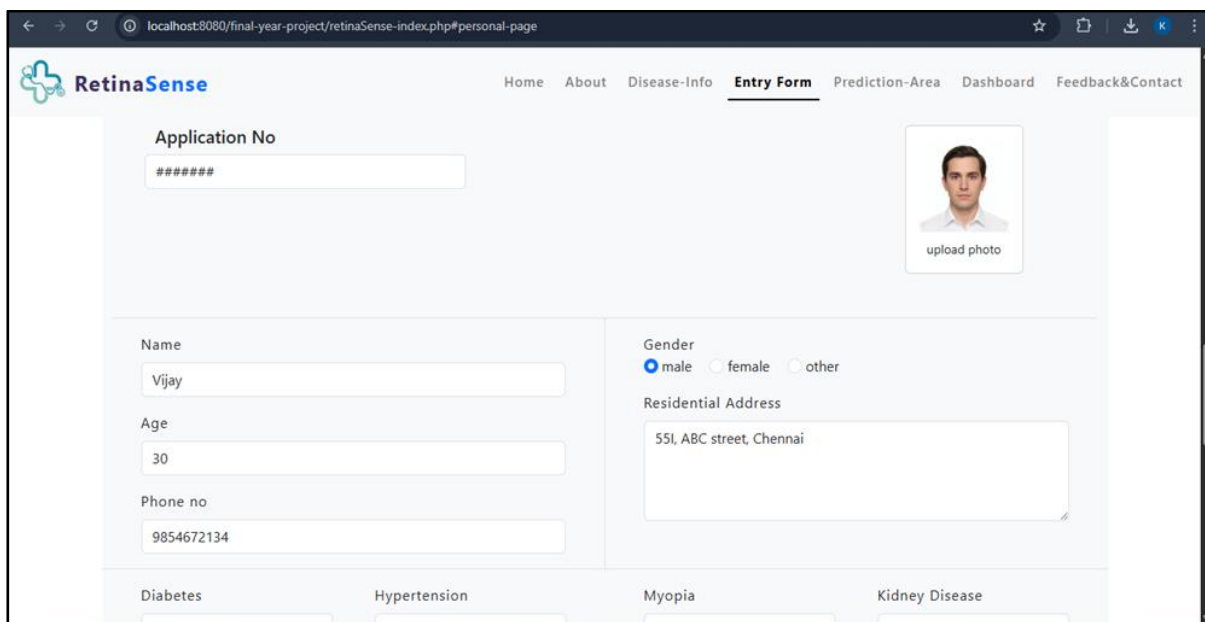 localhost:8080/final-year-project/retinaSense-index.php#personal-page
K
RetinaSense
Home About Disease-Info Entry Form Prediction-Area Dashboard Feedback&Contact
Application No
#######
upload photo
Name
Vijay
Age
30
Phone no
9854672134
Gender
male female other
Residential Address
55I, ABC street, Chennai
Diabetes Hypertension Myopia Kidney Disease